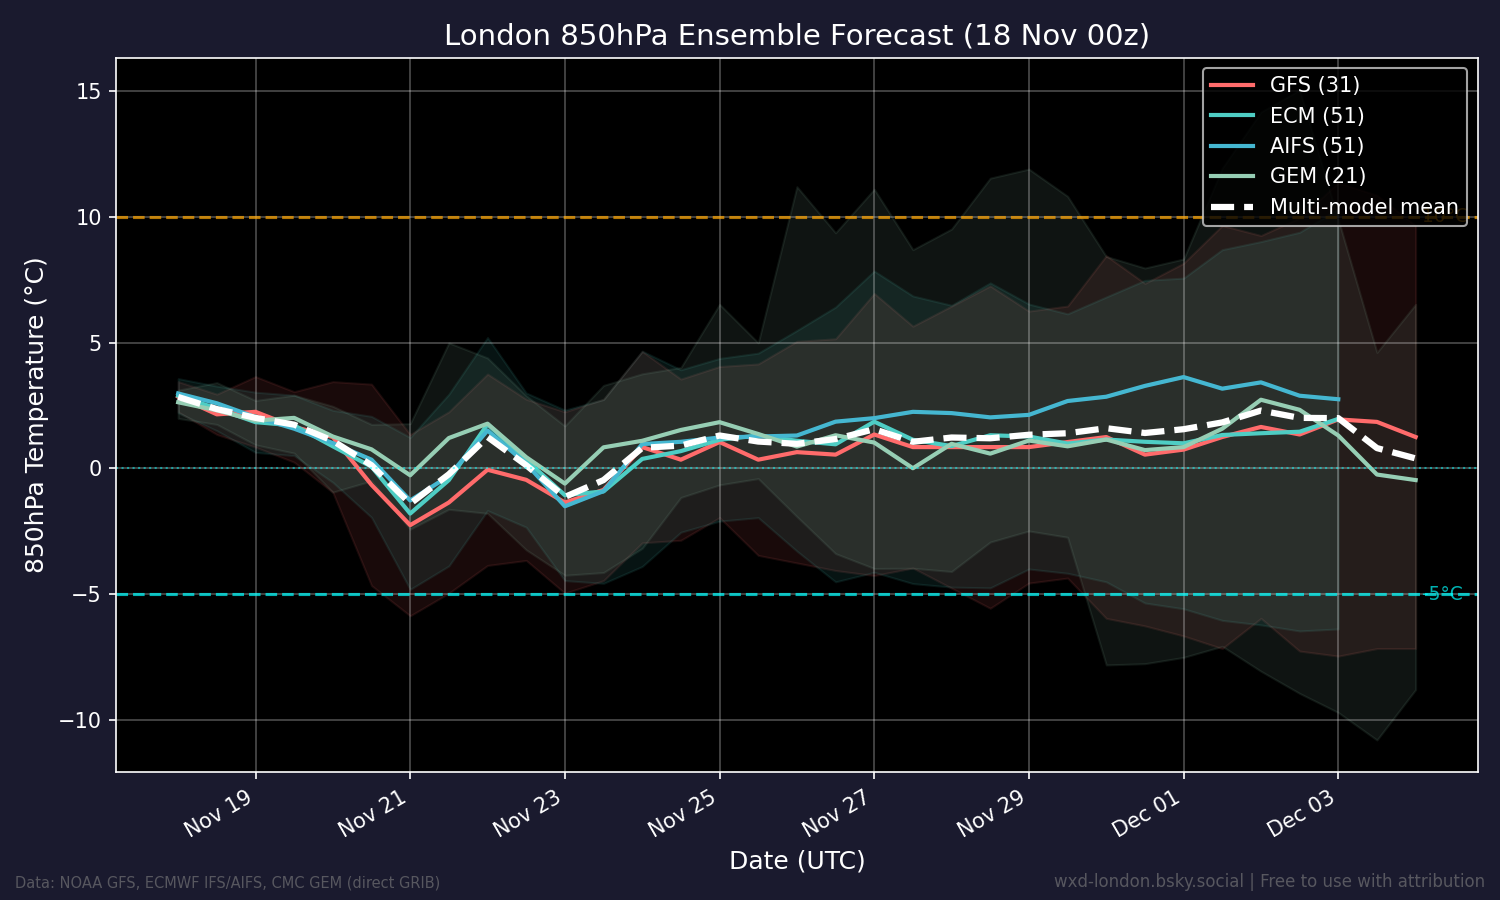 London 850hPa Ensemble Forecast (18 Nov 00z)
GFS (31)
ECM (51)
AIFS (51)
GEM (21)
Multi-model mean
850hPa Temperature (°C)
15
10
5
0
−5
−10
-5°C
Nov 19
Nov 21
Nov 23
Nov 25
Nov 27
Nov 29
Dec 01
Dec 03
Date (UTC)
Data: NOAA GFS, ECMWF IFS/AIFS, CMC GEM (direct GRIB)
wxd-london.bsky.social | Free to use with attribution